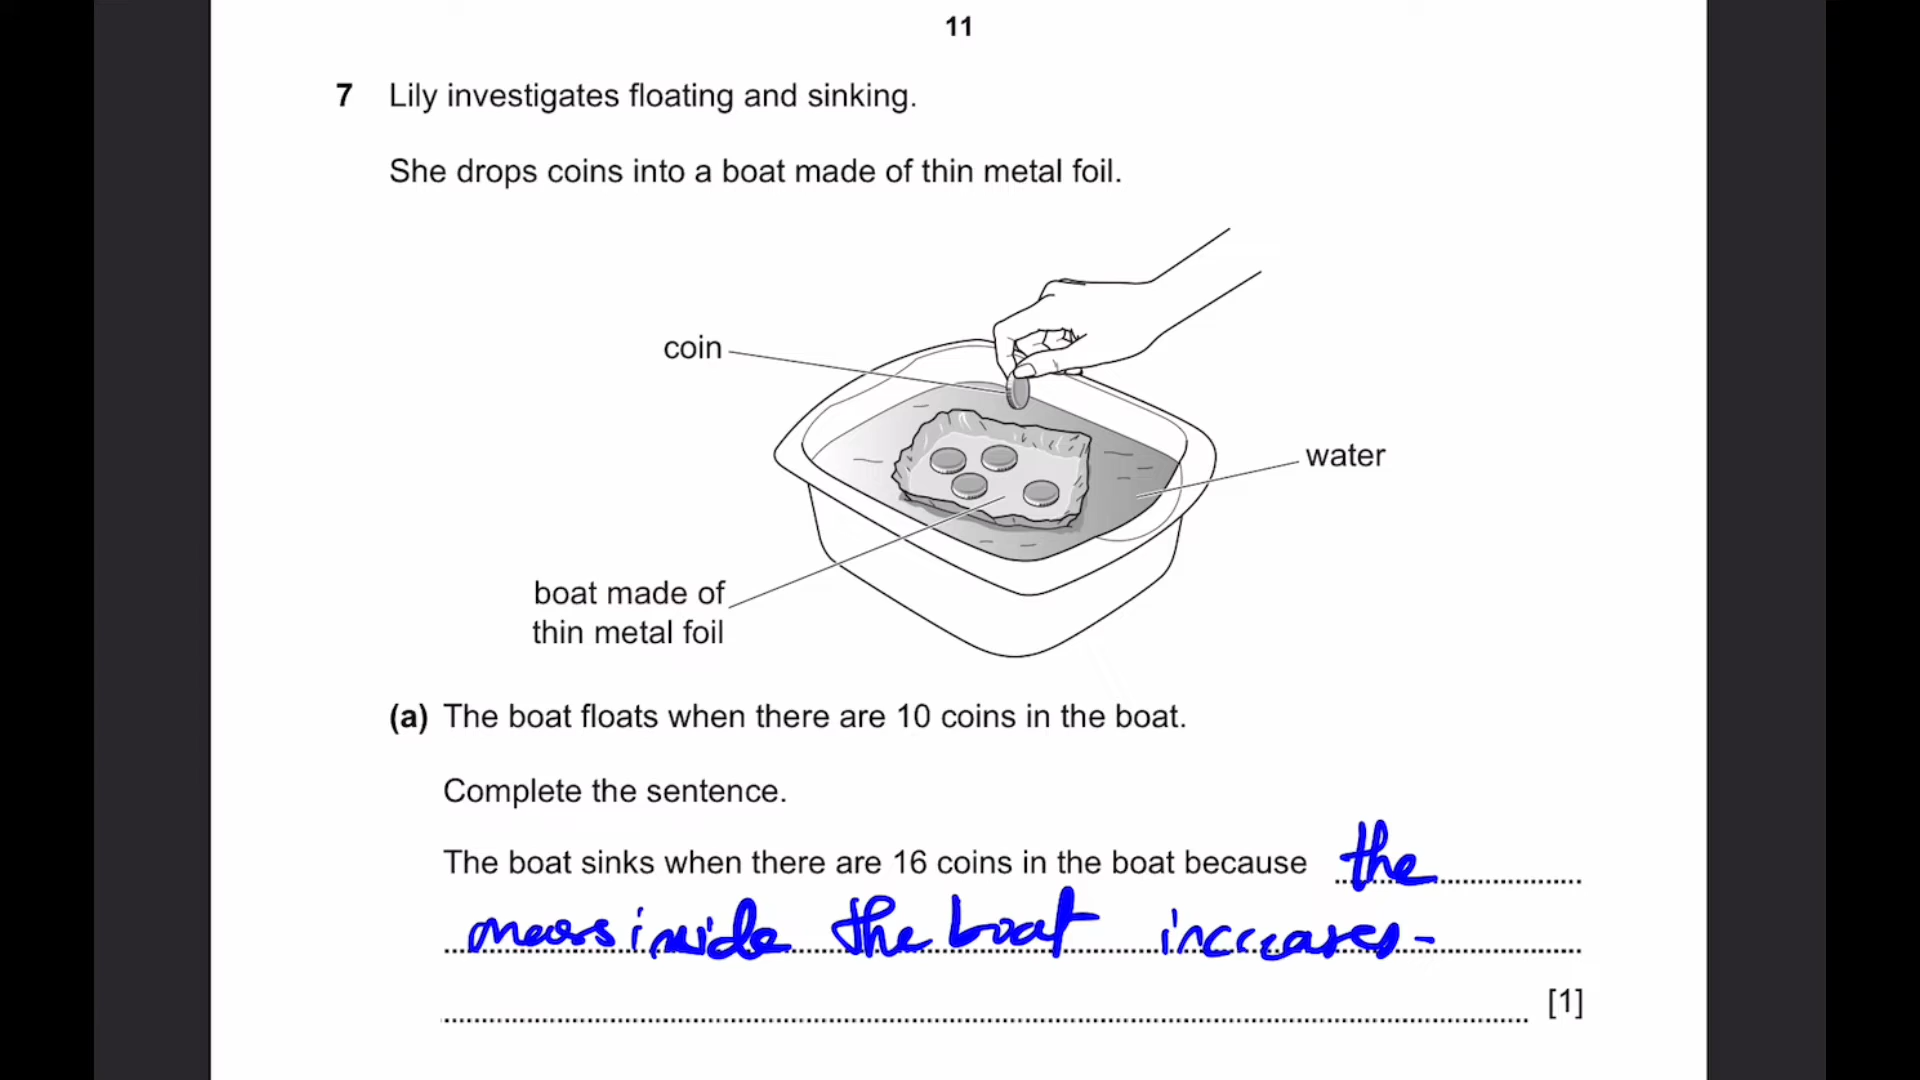 11
7 Lily investigates floating and sinking.
She drops coins into a boat made of thin metal foil.
coin
water
boat made of
thin metal foil
(a) The boat floats when there are 10 coins in the boat.
Complete the sentence.
The boat sinks when there are 16 coins in the boat because the
mass inside the boat increases.
[1]